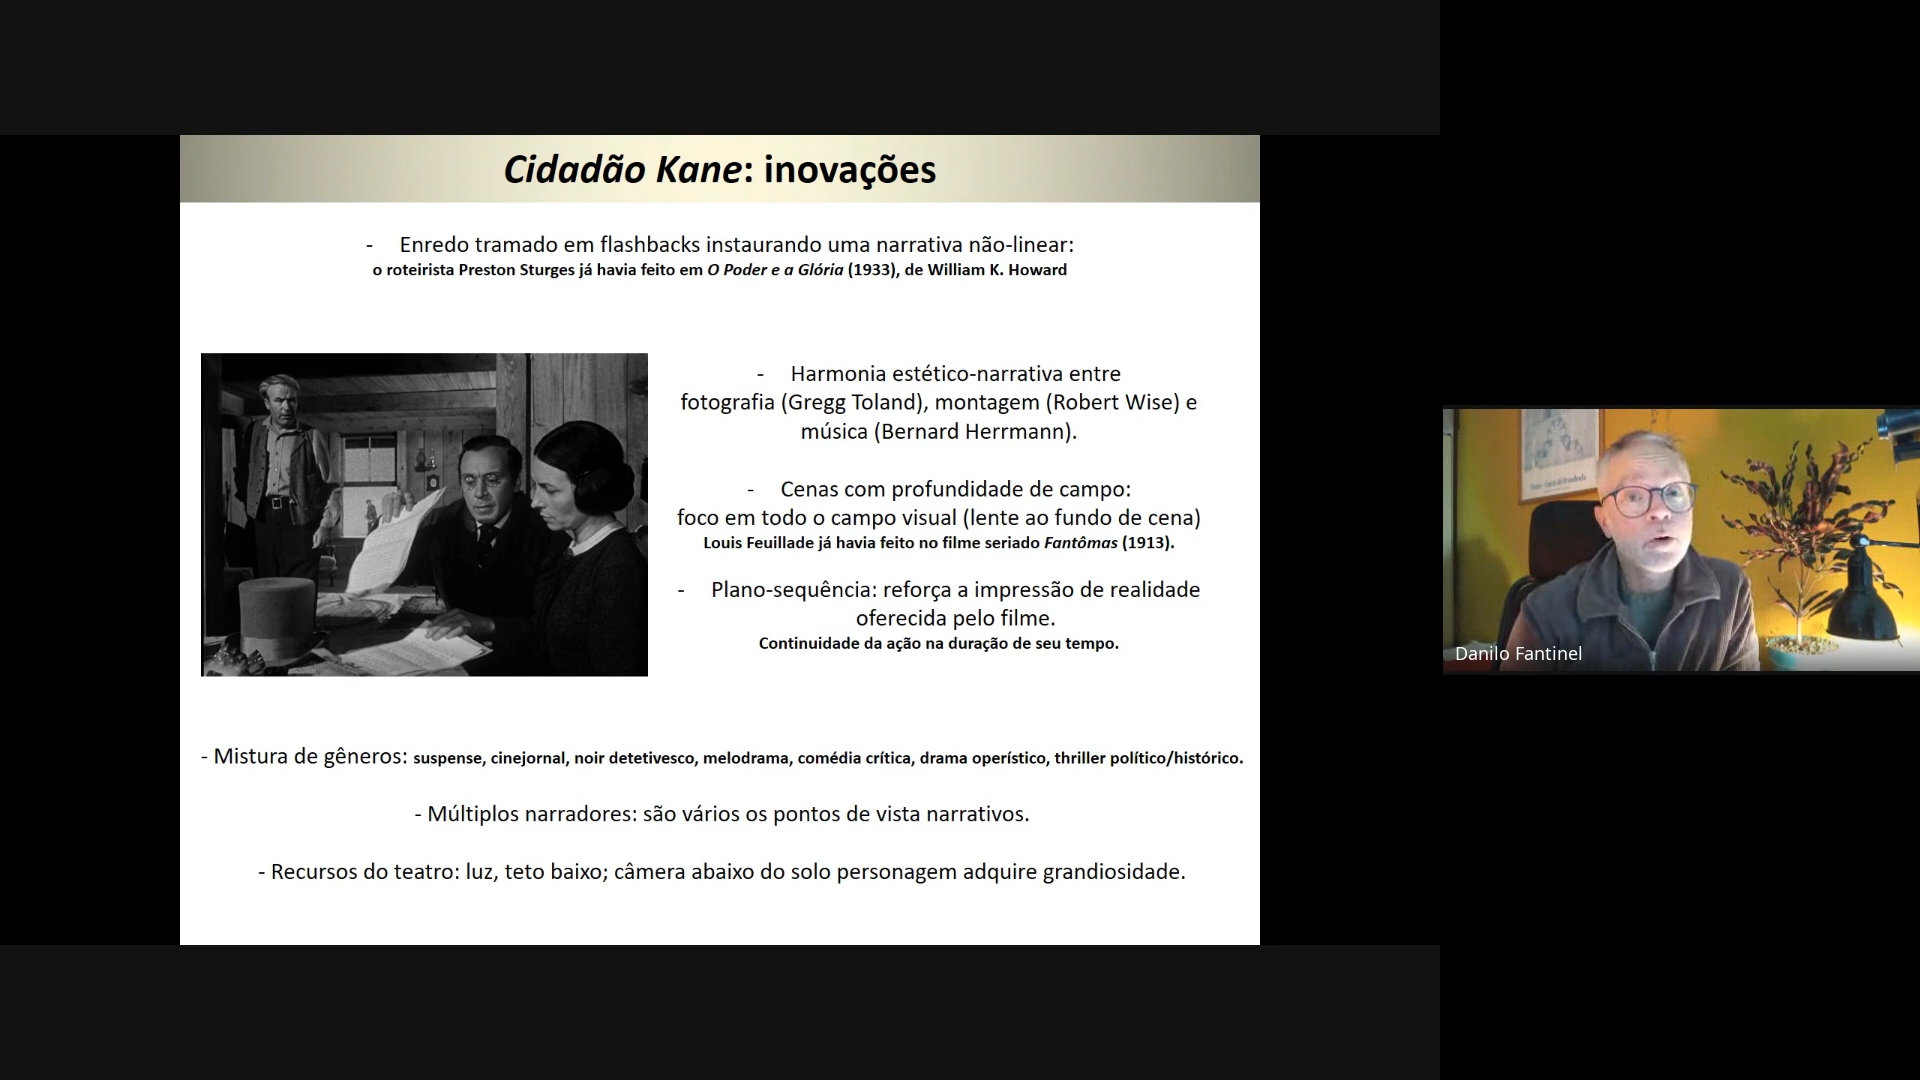 Cidadão Kane: inovações
- Enredo tramado em flashbacks instaurando uma narrativa não-linear:
o roteirista Preston Sturges já havia feito em O Poder e a Glória (1933), de William K. Howard
- Harmonia estético-narrativa entre
fotografia (Gregg Toland), montagem (Robert Wise) e
música (Bernard Herrmann).
- Cenas com profundidade de campo:
foco em todo o campo visual (lente ao fundo de cena)
Louis Feuillade já havia feito no filme seriado Fantômas (1913).
- Plano-sequência: reforça a impressão de realidade
oferecida pelo filme.
Continuidade da ação na duração de seu tempo.
- Mistura de gêneros: suspense, cinejornal, noir detetivesco, melodrama, comédia crítica, drama operístico, thriller político/histórico.
- Múltiplos narradores: são vários os pontos de vista narrativos.
- Recursos do teatro: luz, teto baixo; câmera abaixo do solo personagem adquire grandiosidade.
Danilo Fantinel